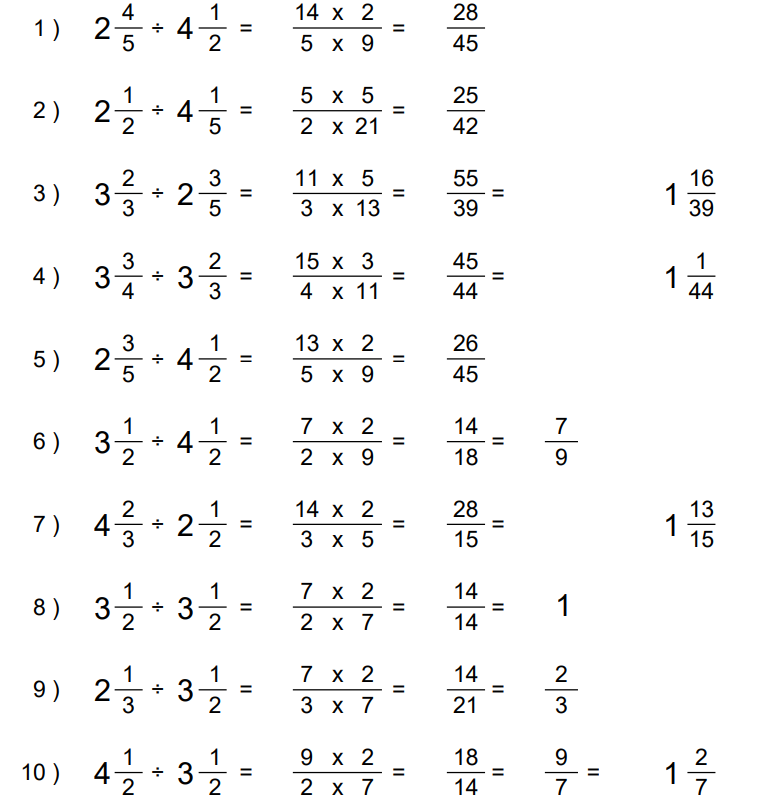 1 ) 2 4/5 ÷ 4 1/2 = 14 x 2 / 5 x 9 = 28/45
2 ) 2 1/2 ÷ 4 1/5 = 5 x 5 / 2 x 21 = 25/42
3 ) 3 2/3 ÷ 2 3/5 = 11 x 5 / 3 x 13 = 55/39 = 1 16/39
4 ) 3 3/4 ÷ 3 2/3 = 15 x 3 / 4 x 11 = 45/44 = 1 1/44
5 ) 2 3/5 ÷ 4 1/2 = 13 x 2 / 5 x 9 = 26/45
6 ) 3 1/2 ÷ 4 1/2 = 7 x 2 / 2 x 9 = 14/18 = 7/9
7 ) 4 2/3 ÷ 2 1/2 = 14 x 2 / 3 x 5 = 28/15 = 1 13/15
8 ) 3 1/2 ÷ 3 1/2 = 7 x 2 / 2 x 7 = 14/14 = 1
9 ) 2 1/3 ÷ 3 1/2 = 7 x 2 / 3 x 7 = 14/21 = 2/3
10 ) 4 1/2 ÷ 3 1/2 = 9 x 2 / 2 x 7 = 18/14 = 9/7 = 1 2/7